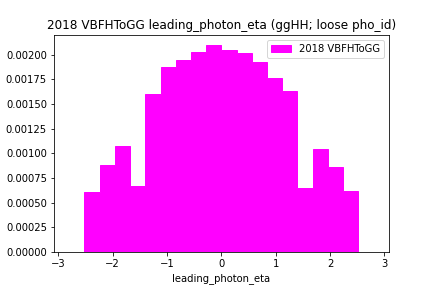 2018 VBFHToGG leading_photon_eta (ggHH; loose pho_id)
2018 VBFHToGG
0.00200
0.00175
0.00150
0.00125
0.00100
0.00075
0.00050
0.00025
0.00000
−3 −2 −1 0 1 2 3
leading_photon_eta